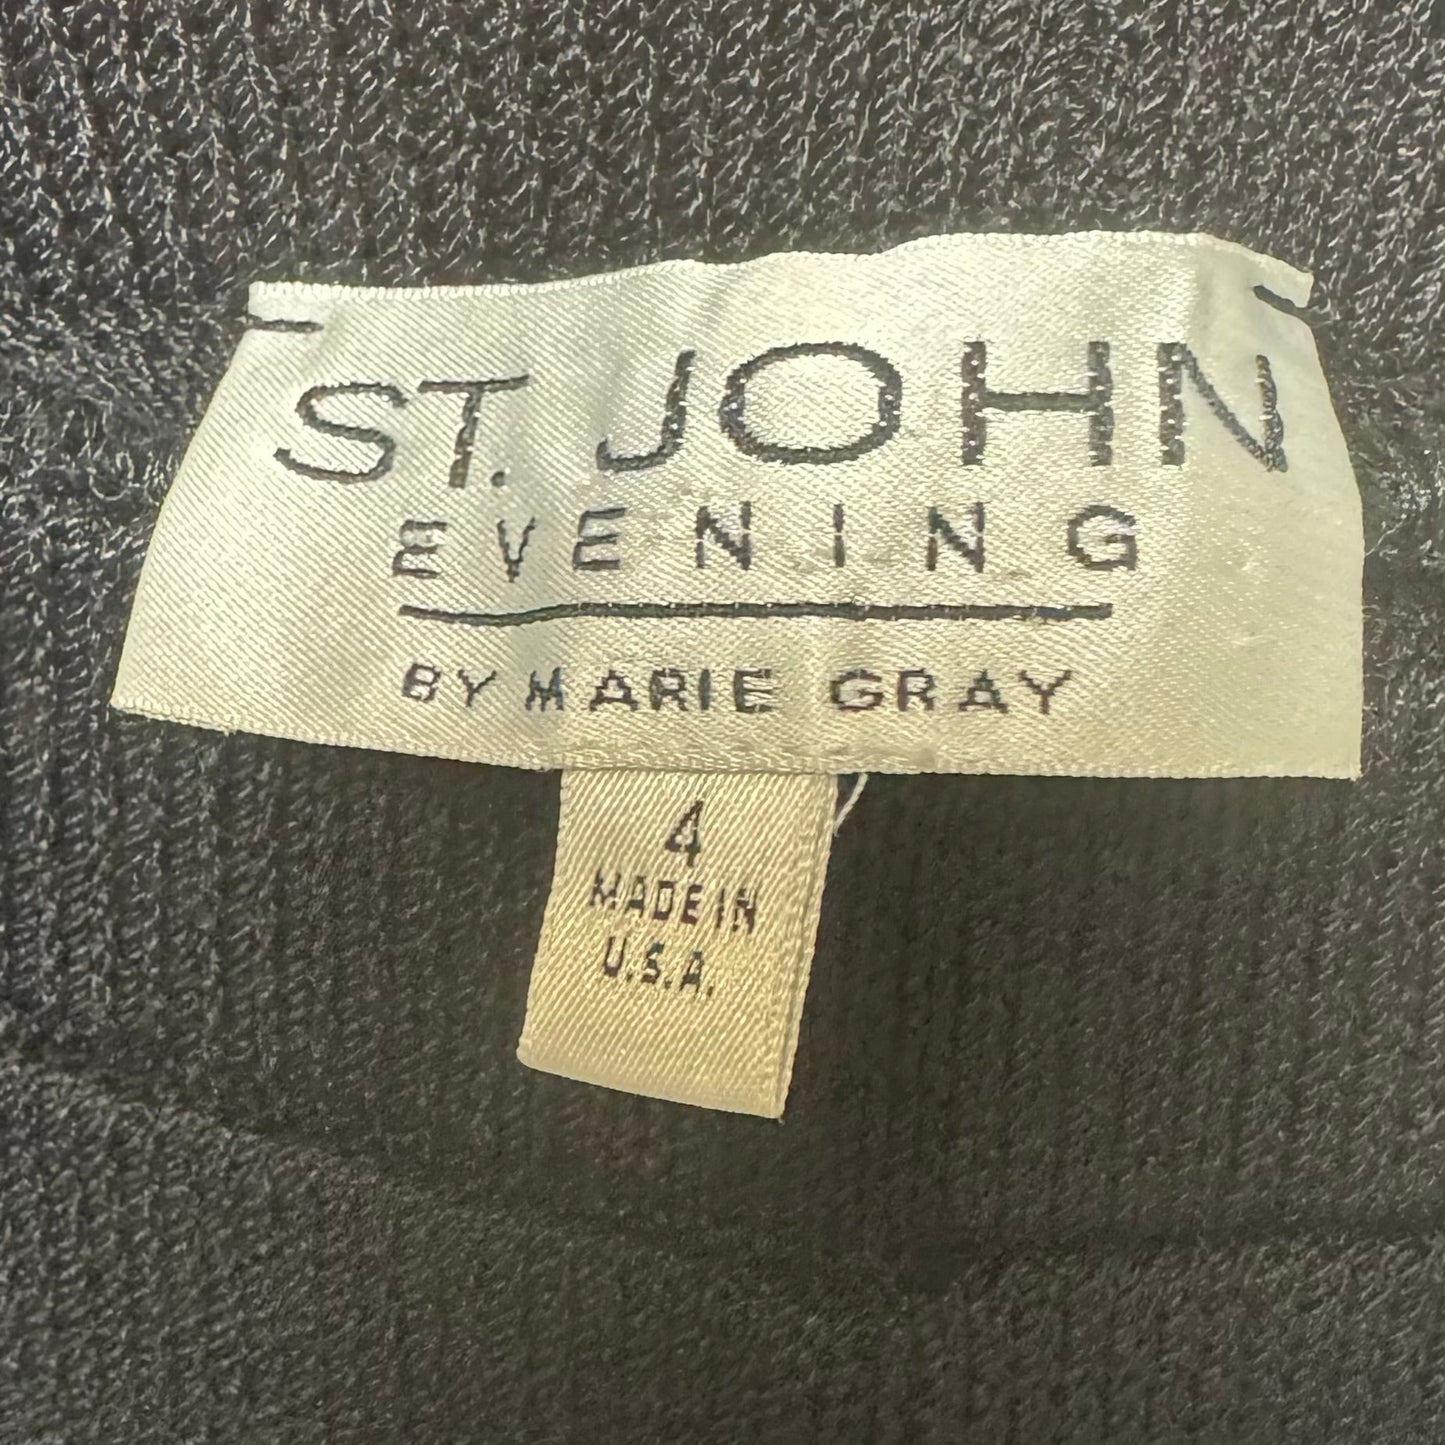 ST. JOHN
EVENING
BY MARIE GRAY
4
MADE IN
U.S.A.